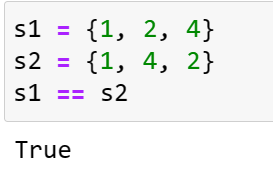 s1 = {1, 2, 4}
s2 = {1, 4, 2}
s1 == s2
True